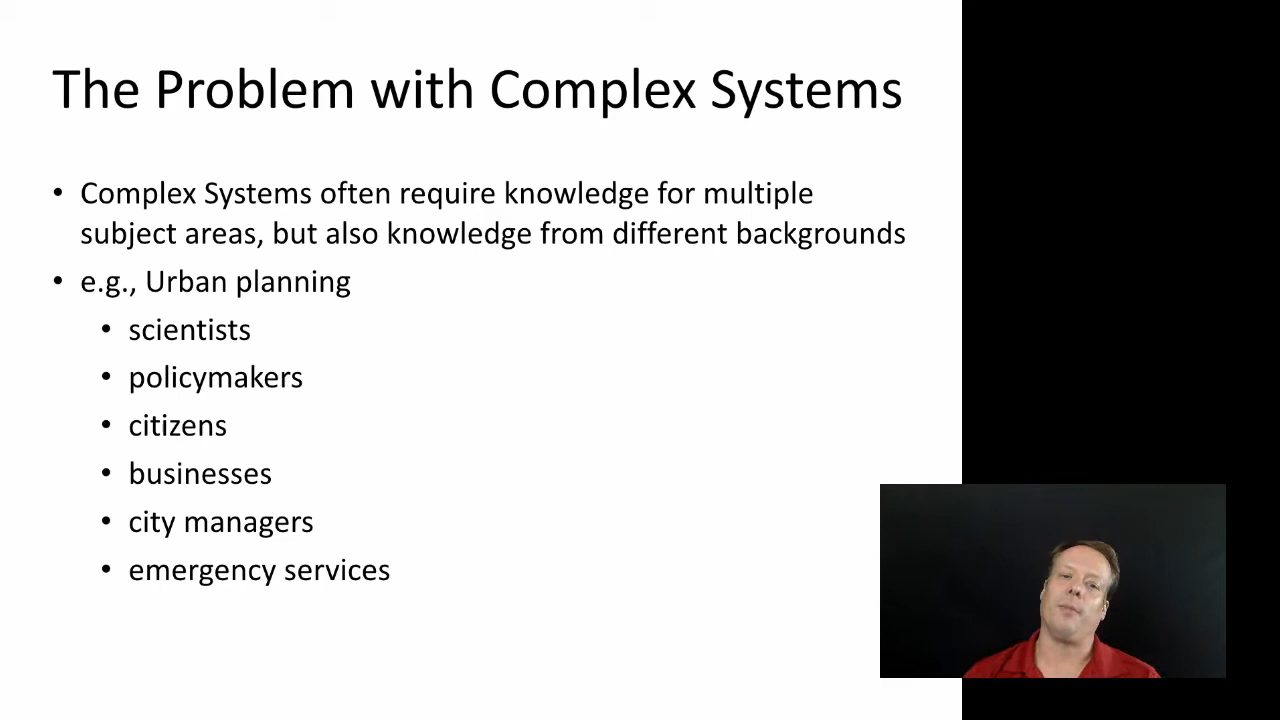 The Problem with Complex Systems
• Complex Systems often require knowledge for multiple
subject areas, but also knowledge from different backgrounds
• e.g., Urban planning
• scientists
• policymakers
• citizens
• businesses
• city managers
• emergency services